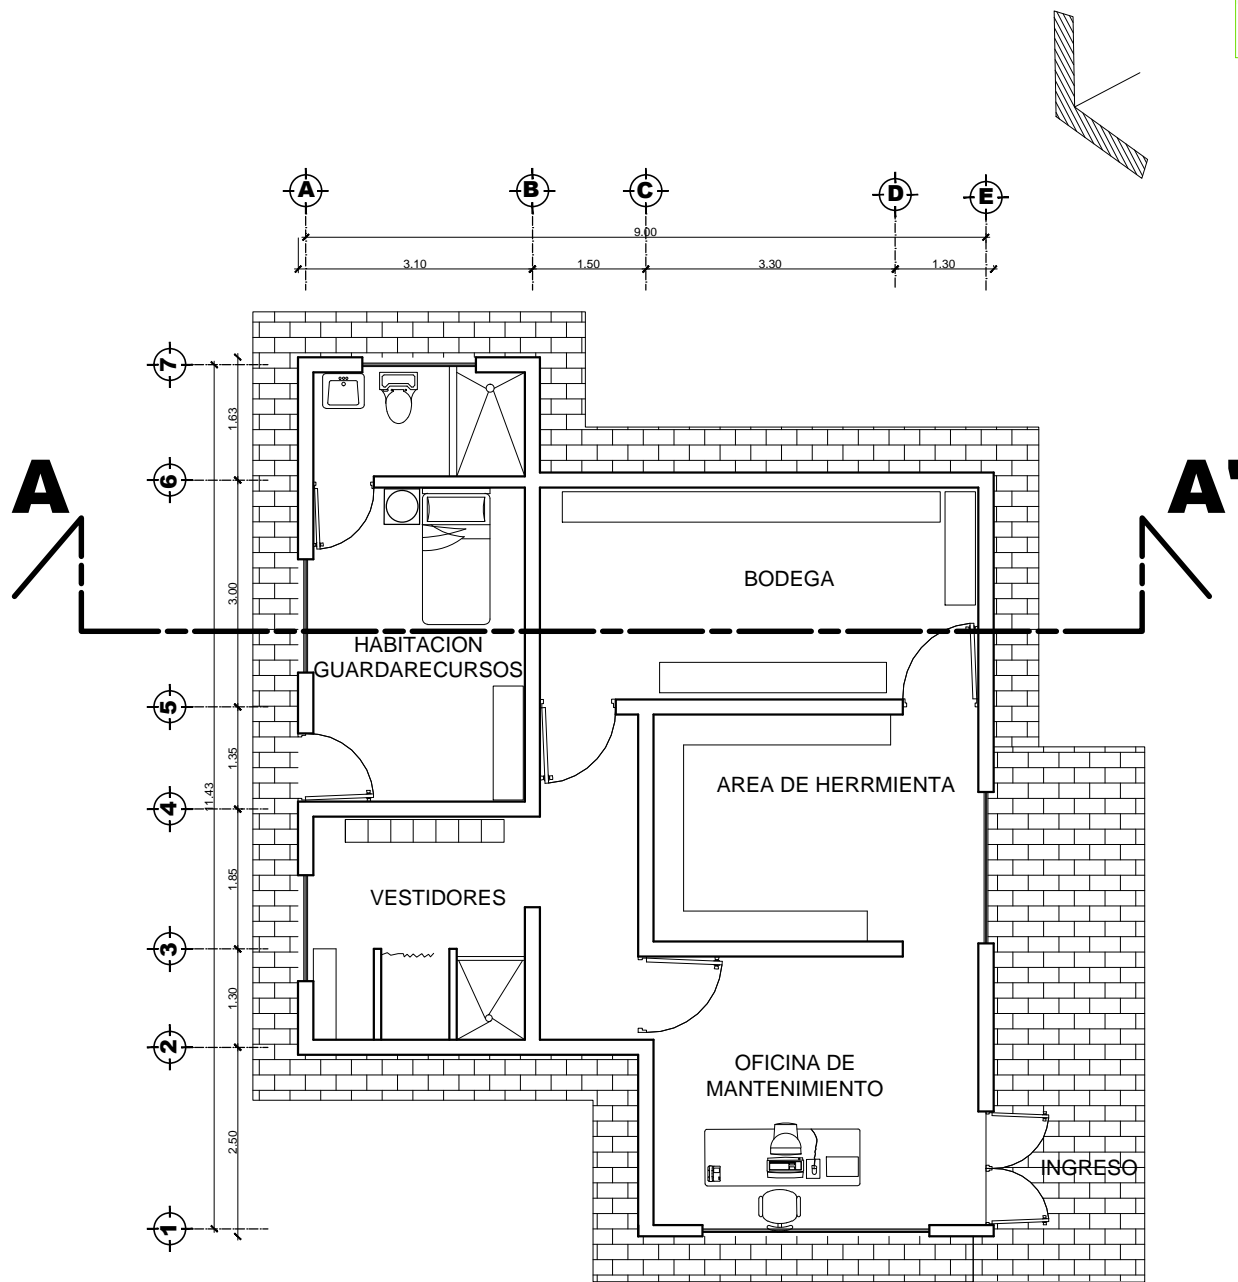 A B C D E
9.00
3.10 1.50 3.30 1.30
7
1.63
6
A A'
3.00
BODEGA
HABITACION
GUARDARECURSOS
5
1.35
11.43
AREA DE HERRMIENTA
4
1.85
VESTIDORES
3
1.30
2
OFICINA DE
MANTENIMIENTO
2.50
INGRESO
1